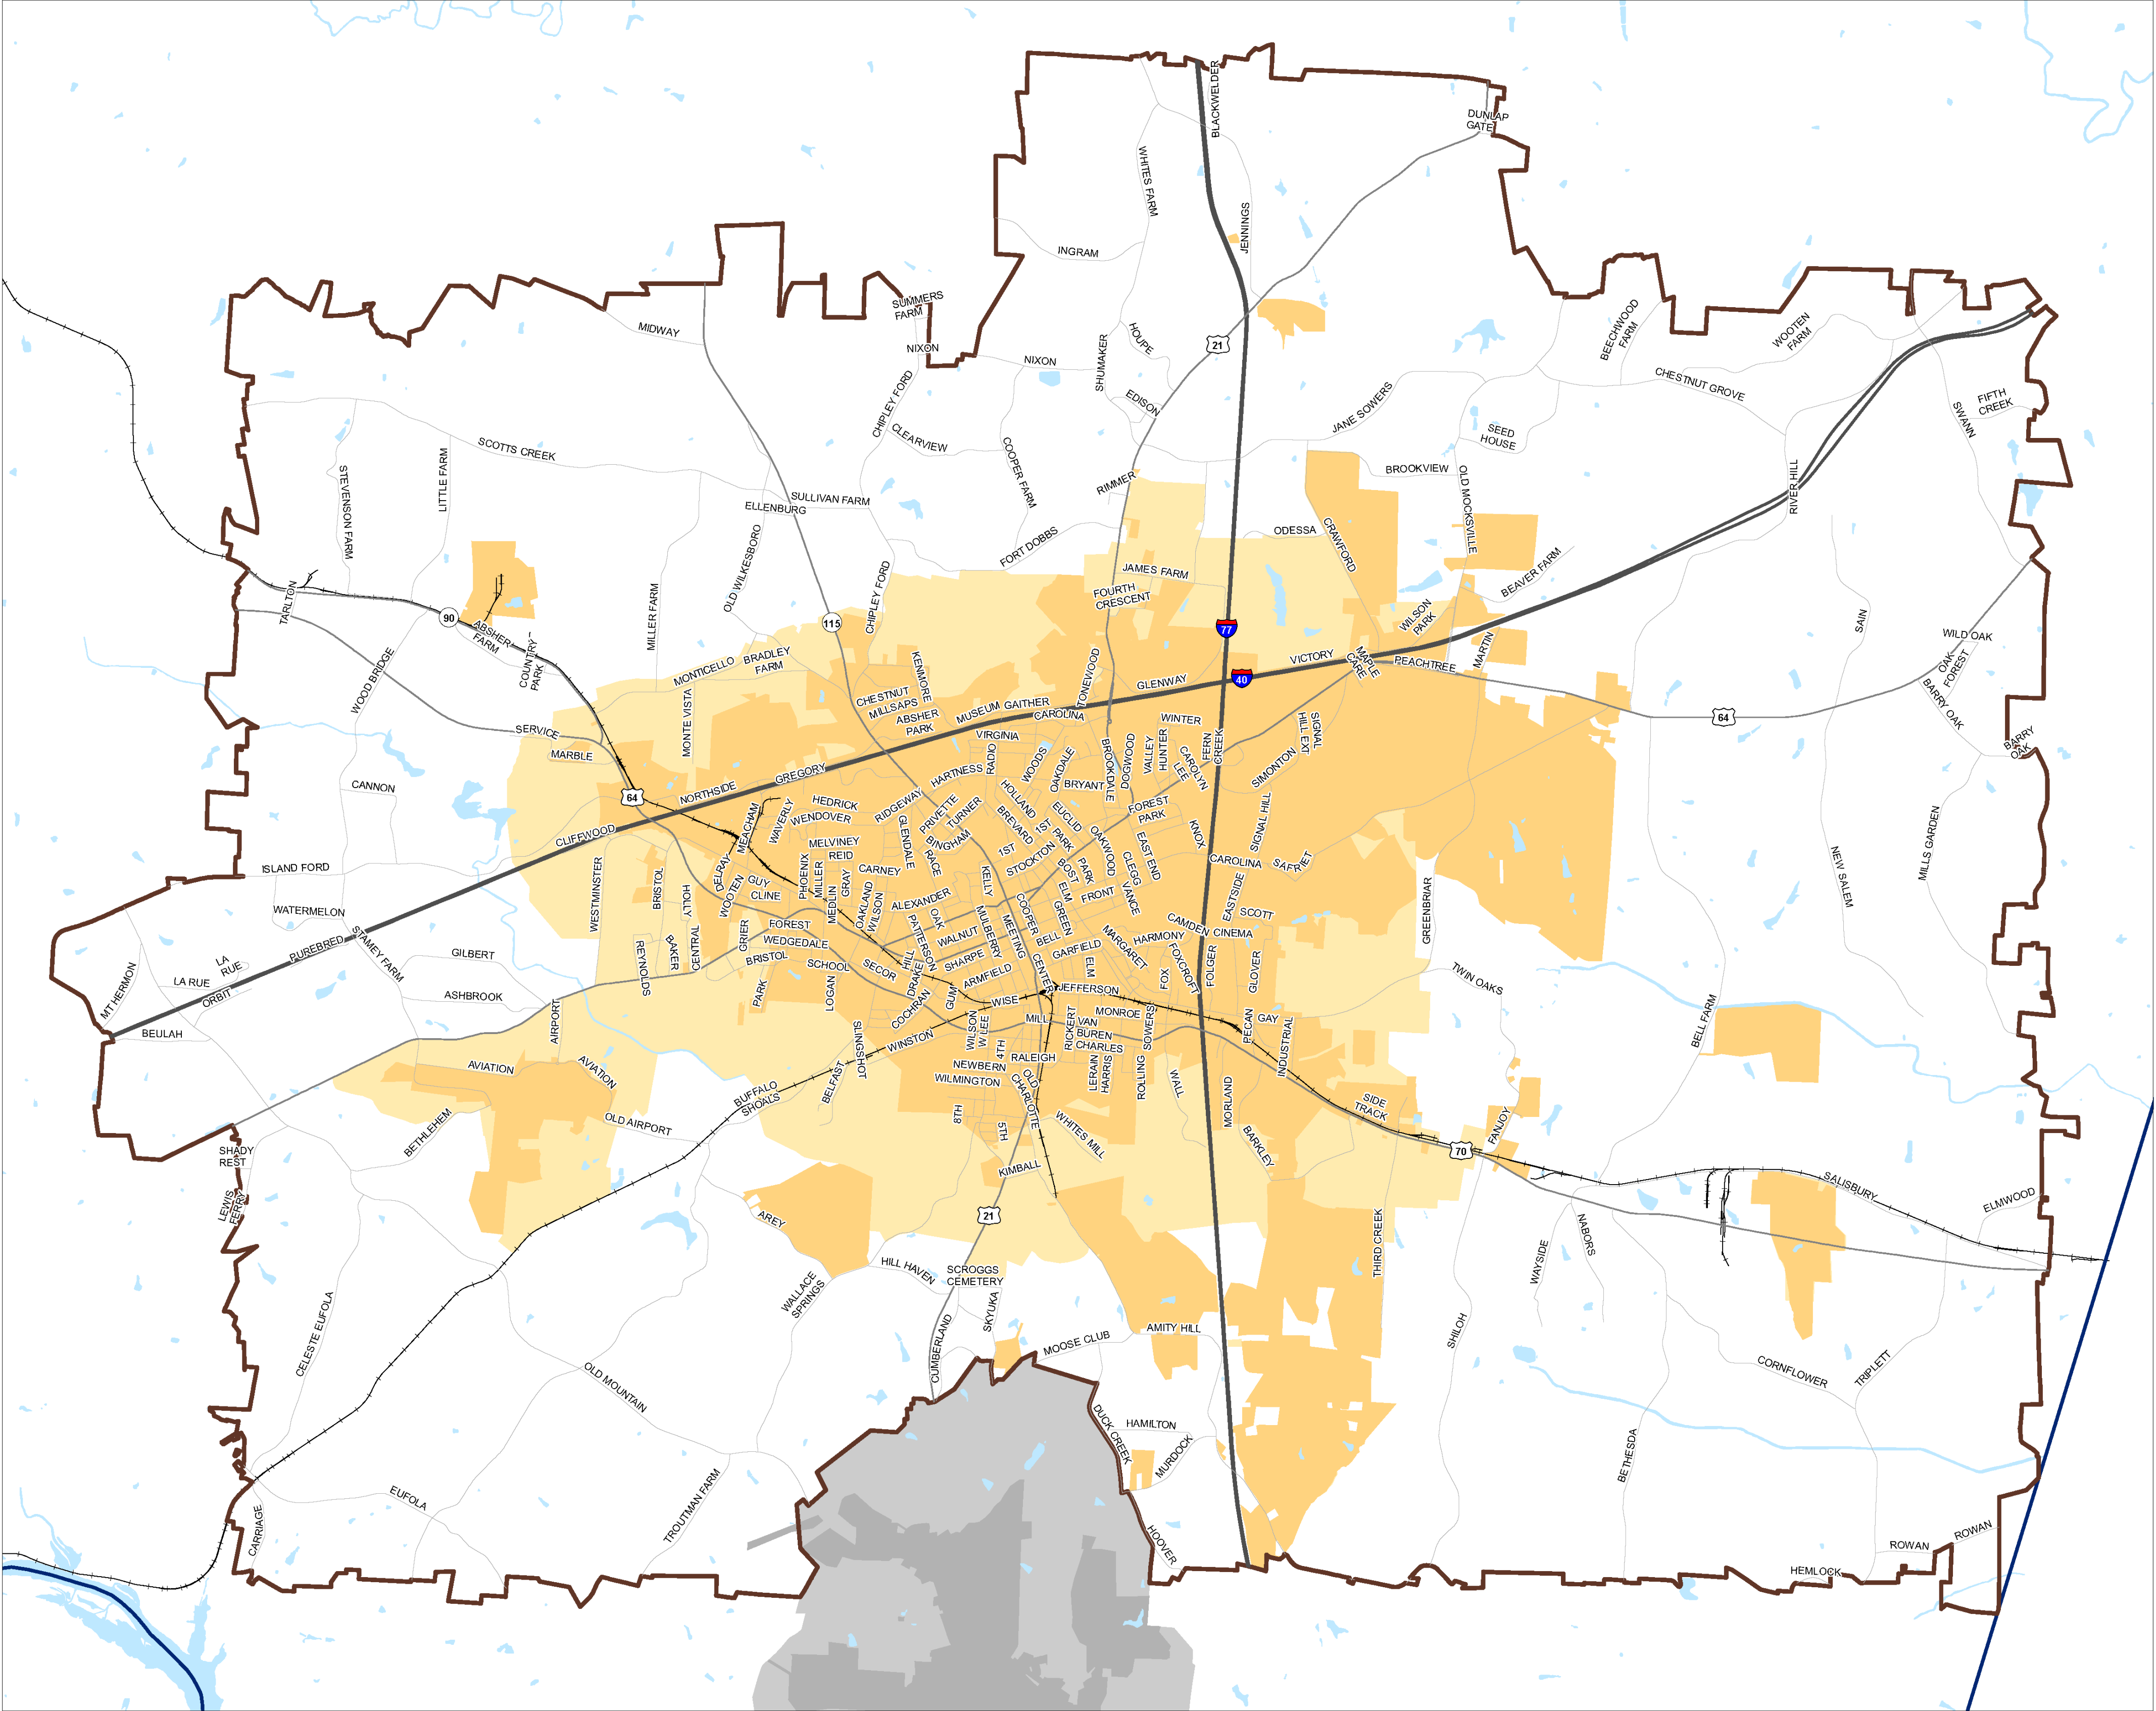 BLACKWELDER
DUNLAP
GATE
WHITES FARM
JENNINGS
INGRAM
SUMMERS
FARM
MIDWAY
NIXON
NIXON
SHUMAKER
HOUPE
21
BEECHWOOD
FARM
WOOTEN
FARM
CHESTNUT GROVE
FIFTH
CREEK
SWANN
EDISON
JANE SOWERS
CHIPLEY FORD
CLEARVIEW
COOPER FARM
SEED
HOUSE
SCOTTS CREEK
LITTLE FARM
STEVENSON FARM
RIMMER
BROOKVIEW
OLD MOCKSVILLE
RIVER HILL
SULLIVAN FARM
ELLENBURG
OLD WILKESBORO
FORT DOBBS
ODESSA
CRAWFORD
JAMES FARM
FOURTH
CRESCENT
BEAVER FARM
WILSON
PARK
TARLTON
90
ABSHER
FARM
COUNTRY
PARK
MILLER FARM
CHIPLEY FORD
115
77
SAIN
WILD OAK
OAK
FOREST
BARRY OAK
BARRY
OAK
WOOD BRIDGE
MONTICELLO
BRADLEY
FARM
KENMORE
STONEWOOD
VICTORY
MAPLE
CARE
PEACHTREE
MARTIN
GLENWAY
40
64
MONTE VISTA
CHESTNUT
MILLSAPS
ABSHER
PARK
MUSEUM
GAITHER
CAROLINA
WINTER
SIGNAL
HILL EXT
SERVICE
MARBLE
VIRGINIA
RADIO
WOODS
OAKDALE
BROOKDALE
DOGWOOD
VALLEY
HUNTER
CAROLYN
LEE
FERN
CREEK
SIMONTON
CANNON
64
NORTHSIDE
GREGORY
HARTNESS
BRYANT
HEDRICK
WENDOVER
WAVERLY
MEACHAM
RIDGEWAY
PRIVETTE
TURNER
BINGHAM
HOLLAND
BREVARD
EUCLID
1ST
PARK
FOREST
PARK
KNOX
SIGNAL HILL
MILLS GARDEN
CLIFFWOOD
MELVINEY
REID
GLENDALE
RACE
1ST
STOCKTON
OAKWOOD
BOST
PARK
CLEGG
EAST END
CAROLINA
SAFRIET
NEW SALEM
ISLAND FORD
WESTMINSTER
BRISTOL
HOLLY
DELRAY
WOOTEN
GUY
CLINE
PHOENIX
MILLER
GRAY
MEDLIN
CARNEY
OAKLAND
WILSON
ALEXANDER
KELLY
ELM
GREEN
FRONT
VANCE
EASTSIDE
SCOTT
GREENBRIAR
WATERMELON
STAMEY FARM
PUREBRED
GILBERT
LA
RUE
LA RUE
ORBIT
MT HERMON
BEULAH
ASHBROOK
AIRPORT
REYNOLDS
BAKER
CENTRAL
GRIER
FOREST
WEDGEDALE
BRISTOL
SCHOOL
PARK
LOGAN
SECOR
HILL
DRAKE
PATTERSON
OAK
WALNUT
MULBERRY
MEETING
COOPER
BELL
SHARPE
ARMFIELD
GARFIELD
CENTER
ELM
MARGARET
HARMONY
CAMDEN
CINEMA
FOX
FOXCROFT
FOLGER
GLOVER
TWIN OAKS
COCHRAN
GUM
WISE
JEFFERSON
MONROE
MILL
VAN
BUREN
CHARLES
RICKERT
SOWERS
PECAN
GAY
INDUSTRIAL
BELL FARM
SLINGSHOT
WINSTON
WILSON
W LEE
4TH
RALEIGH
NEWBERN
WILMINGTON
LERAIN
HARRIS
ROLLING
WALL
MORLAND
AVIATION
AVIATION
BELFAST
BUFFALO
SHOALS
OLD AIRPORT
BETHLEHEM
8TH
5TH
OLD
CHARLOTTE
WHITES MILL
BARKLEY
SIDE
TRACK
FANJOY
70
SHADY
REST
LEWIS
FERRY
KIMBALL
21
AREY
SALISBURY
ELMWOOD
NABORS
WAYSIDE
THIRD CREEK
HILL HAVEN
SCROGGS
CEMETERY
SKYUKA
WALLACE
SPRINGS
CELESTE EUFOLA
CUMBERLAND
MOOSE CLUB
AMITY HILL
SHILOH
CORNFLOWER
TRIPLETT
OLD MOUNTAIN
DUCK CREEK
HAMILTON
MURDOCK
BETHESDA
TROUTMAN FARM
EUFOLA
CARRIAGE
HOOVER
ROWAN
ROWAN
HEMLOCK